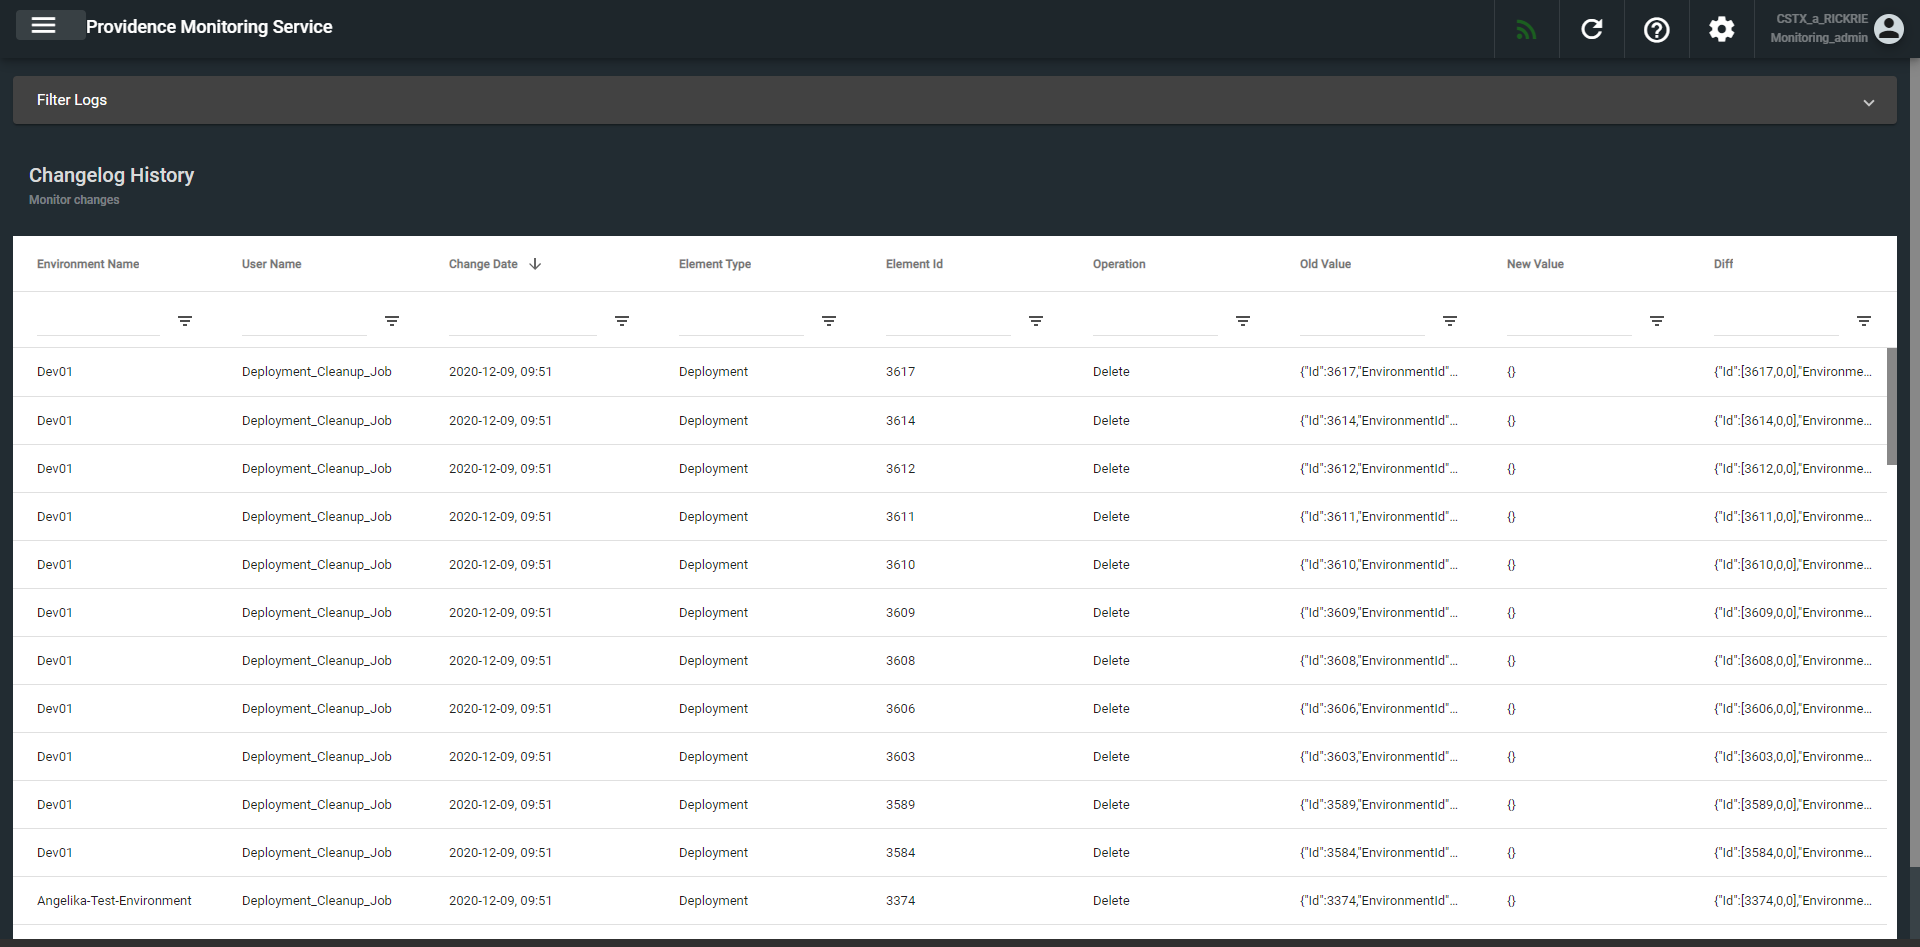 Providence Monitoring Service
CSTX_a_RICKRIE
Monitoring_admin
Filter Logs
Changelog History
Monitor changes
Environment Name User Name Change Date Element Type Element Id Operation Old Value New Value Diff
Dev01 Deployment_Cleanup_Job 2020-12-09, 09:51 Deployment 3617 Delete {"Id":3617,"EnvironmentId"... {} {"Id":[3617,0,0],"Environme...
Dev01 Deployment_Cleanup_Job 2020-12-09, 09:51 Deployment 3614 Delete {"Id":3614,"EnvironmentId"... {} {"Id":[3614,0,0],"Environme...
Dev01 Deployment_Cleanup_Job 2020-12-09, 09:51 Deployment 3612 Delete {"Id":3612,"EnvironmentId"... {} {"Id":[3612,0,0],"Environme...
Dev01 Deployment_Cleanup_Job 2020-12-09, 09:51 Deployment 3611 Delete {"Id":3611,"EnvironmentId"... {} {"Id":[3611,0,0],"Environme...
Dev01 Deployment_Cleanup_Job 2020-12-09, 09:51 Deployment 3610 Delete {"Id":3610,"EnvironmentId"... {} {"Id":[3610,0,0],"Environme...
Dev01 Deployment_Cleanup_Job 2020-12-09, 09:51 Deployment 3609 Delete {"Id":3609,"EnvironmentId"... {} {"Id":[3609,0,0],"Environme...
Dev01 Deployment_Cleanup_Job 2020-12-09, 09:51 Deployment 3608 Delete {"Id":3608,"EnvironmentId"... {} {"Id":[3608,0,0],"Environme...
Dev01 Deployment_Cleanup_Job 2020-12-09, 09:51 Deployment 3606 Delete {"Id":3606,"EnvironmentId"... {} {"Id":[3606,0,0],"Environme...
Dev01 Deployment_Cleanup_Job 2020-12-09, 09:51 Deployment 3603 Delete {"Id":3603,"EnvironmentId"... {} {"Id":[3603,0,0],"Environme...
Dev01 Deployment_Cleanup_Job 2020-12-09, 09:51 Deployment 3589 Delete {"Id":3589,"EnvironmentId"... {} {"Id":[3589,0,0],"Environme...
Dev01 Deployment_Cleanup_Job 2020-12-09, 09:51 Deployment 3584 Delete {"Id":3584,"EnvironmentId"... {} {"Id":[3584,0,0],"Environme...
Angelika-Test-Environment Deployment_Cleanup_Job 2020-12-09, 09:51 Deployment 3374 Delete {"Id":3374,"EnvironmentId"... {} {"Id":[3374,0,0],"Environme...